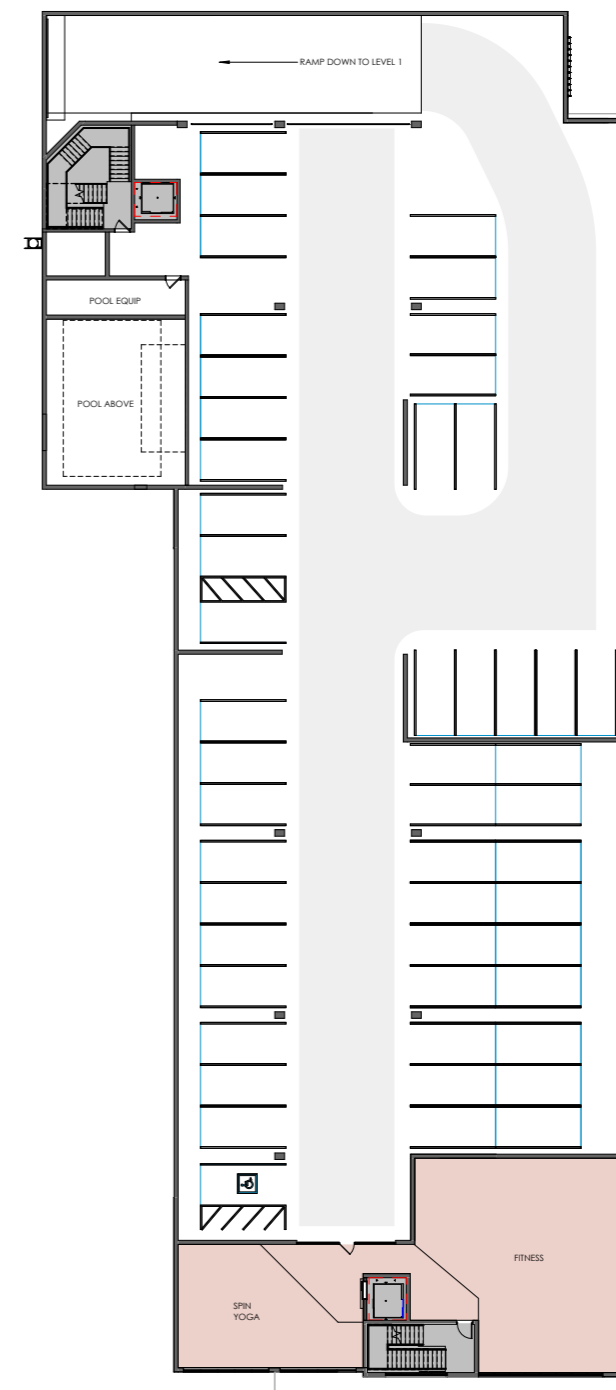 RAMP DOWN TO LEVEL 1
POOL EQUIP
POOL ABOVE
FITNESS
SPIN
YOGA